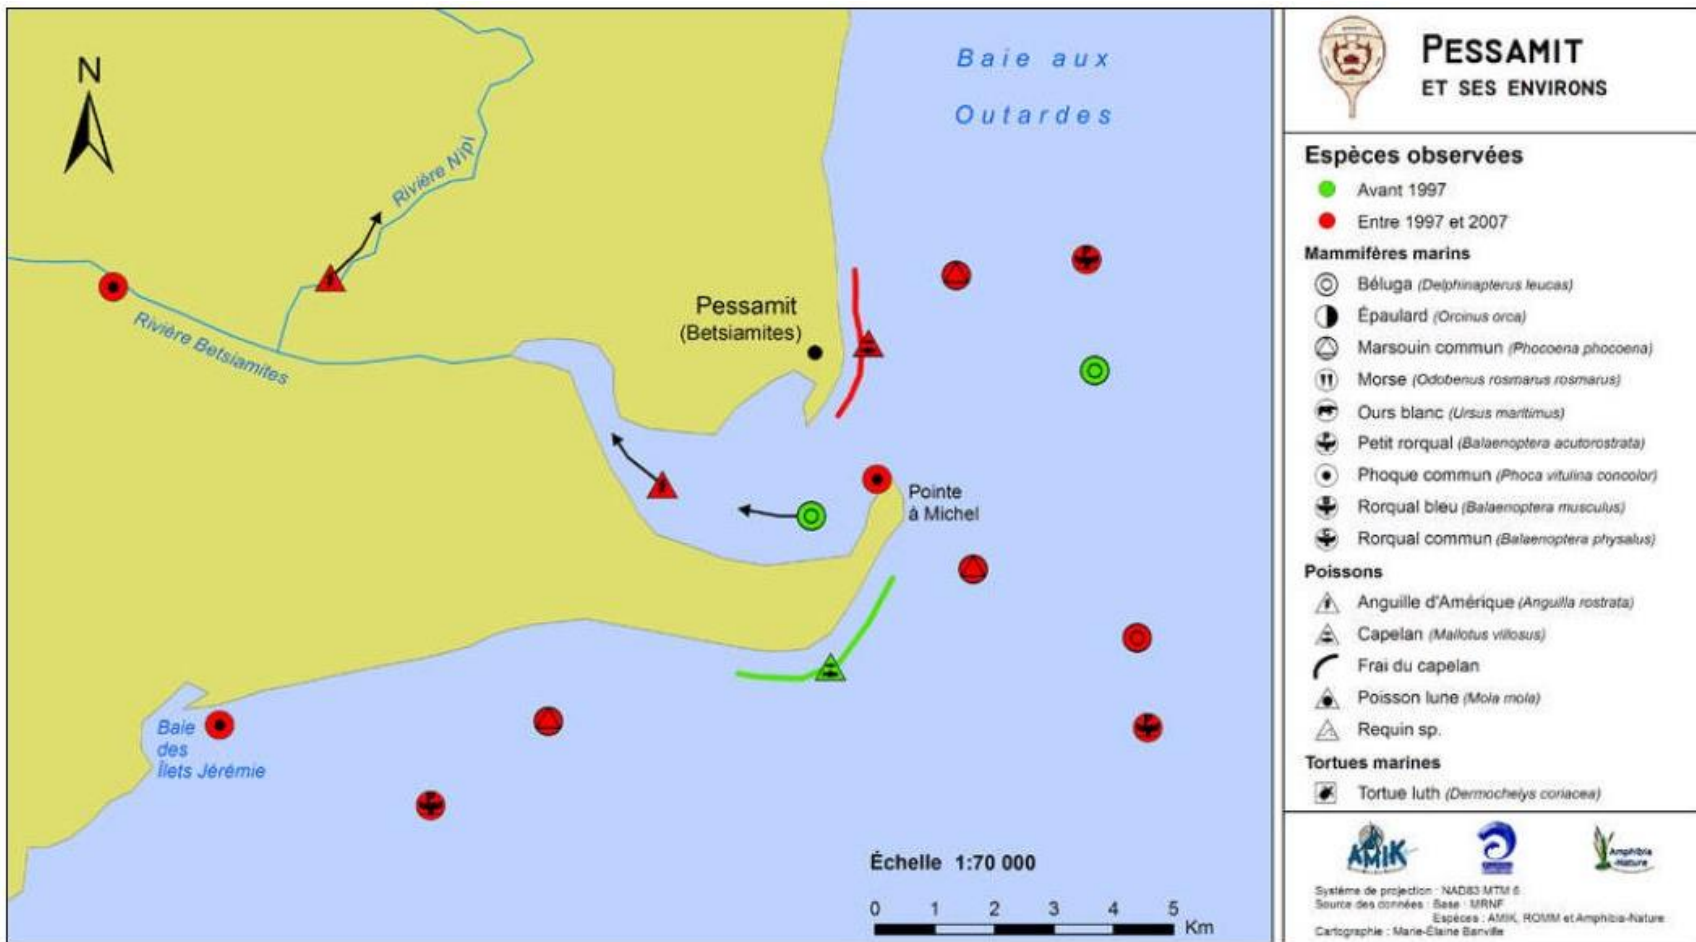 N
Baie aux
Outardes
Rivière Nipi
Rivière Betsiamites
Pessamit
(Betsiamites)
Pointe
à Michel
Baie
des
Îlets Jérémie
Échelle 1:70 000
0 1 2 3 4 5
Km
PESSAMIT
ET SES ENVIRONS
Espèces observées
Avant 1997
Entre 1997 et 2007
Mammifères marins
Béluga (Delphinapterus leucas)
Épaulard (Orcinus orca)
Marsouin commun (Phocoena phocoena)
Morse (Odobenus rosmarus rosmarus)
Ours blanc (Ursus maritimus)
Petit rorqual (Balaenoptera acutorostrata)
Phoque commun (Phoca vitulina concolor)
Rorqual bleu (Balaenoptera musculus)
Rorqual commun (Balaenoptera physalus)
Poissons
Anguille d'Amérique (Anguilla rostrata)
Capelan (Mallotus villosus)
Frai du capelan
Poisson lune (Mola mola)
Requin sp.
Tortues marines
Tortue luth (Dermochelys coriacea)
AMIK
Amphibia
-Nature
Système de projection : NAD83 MTM 6
Source des données : Base : MRNF
Espèces : AMIK, ROMM et Amphibia-Nature
Cartographie : Marie-Élaine Banville